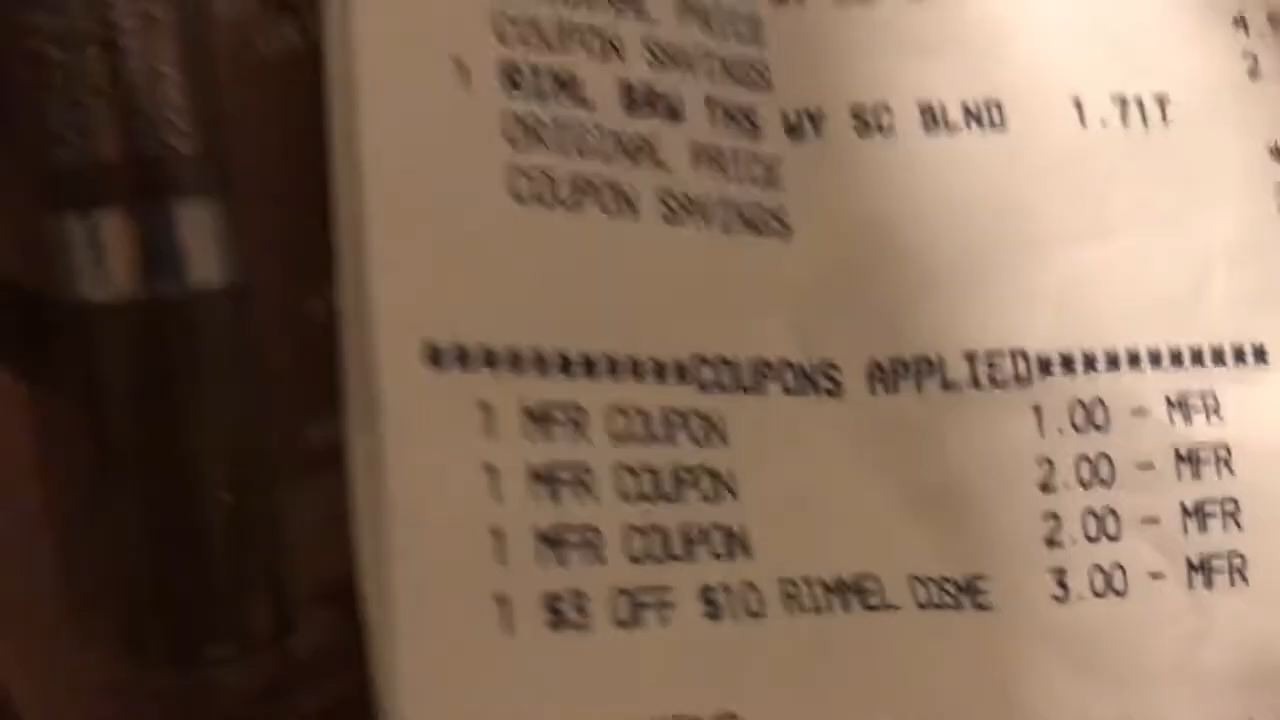 PRICE
COUPON SAVINGS
1 RIML BRW THS WY SC BLND 1.71T
ORIGINAL PRICE
COUPON SAVINGS
***********COUPONS APPLIED***********
1 MFR COUPON 1.00 - MFR
1 MFR COUPON 2.00 - MFR
1 MFR COUPON 2.00 - MFR
1 $3 OFF $10 RIMMEL COSME 3.00 - MFR